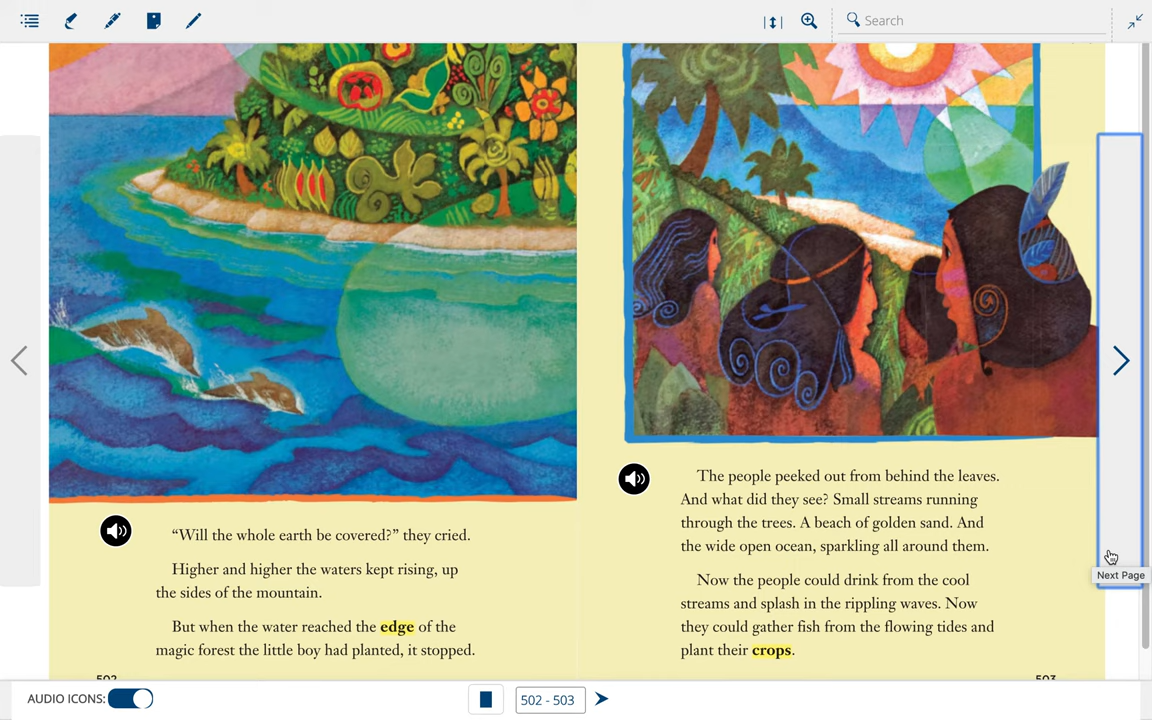 Search
“Will the whole earth be covered?” they cried.
Higher and higher the waters kept rising, up
the sides of the mountain.
But when the water reached the edge of the
magic forest the little boy had planted, it stopped.
502
The people peeked out from behind the leaves.
And what did they see? Small streams running
through the trees. A beach of golden sand. And
the wide open ocean, sparkling all around them.
Now the people could drink from the cool
streams and splash in the rippling waves. Now
they could gather fish from the flowing tides and
plant their crops.
503
Next Page
AUDIO ICONS:
502 - 503